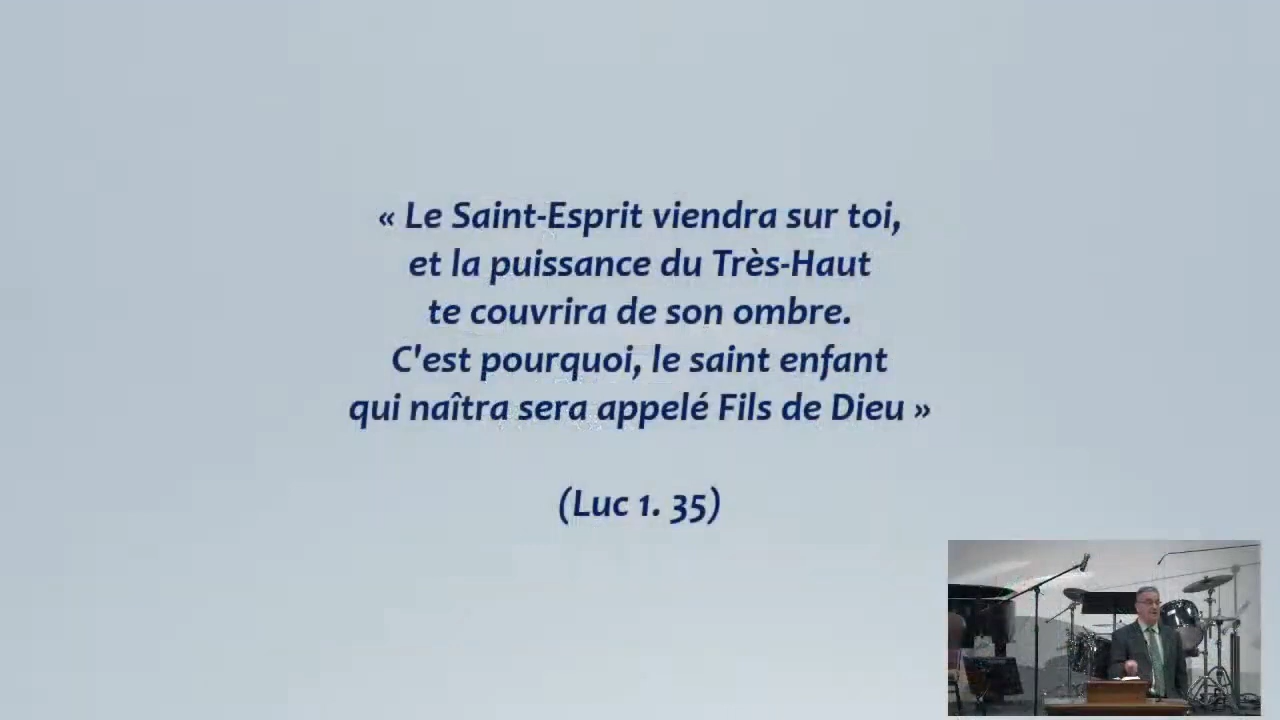 « Le Saint-Esprit viendra sur toi,
et la puissance du Très-Haut
te couvrira de son ombre.
C'est pourquoi, le saint enfant
qui naîtra sera appelé Fils de Dieu »
(Luc 1. 35)